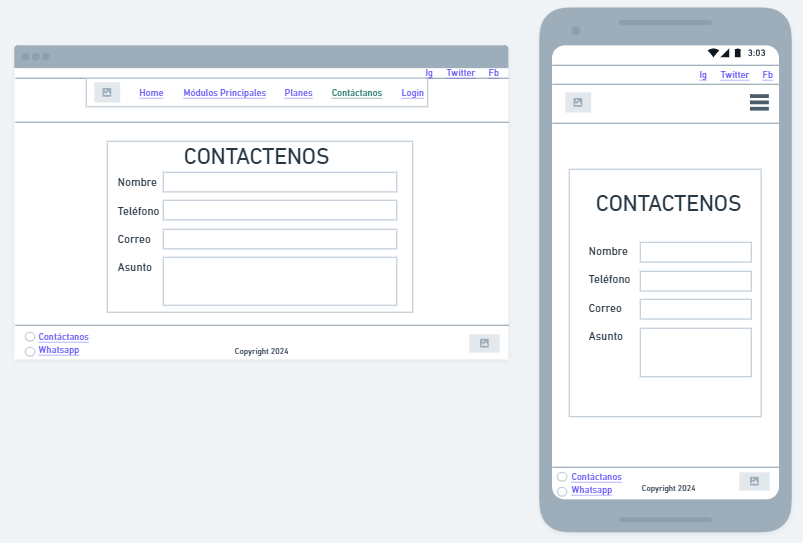 Ig Twitter Fb
Home Módulos Principales Planes Contáctanos Login
CONTACTENOS
Nombre
Teléfono
Correo
Asunto
Contáctanos
Whatsapp
Copyright 2024
3:03
Ig Twitter Fb
CONTACTENOS
Nombre
Teléfono
Correo
Asunto
Contáctanos
Whatsapp
Copyright 2024